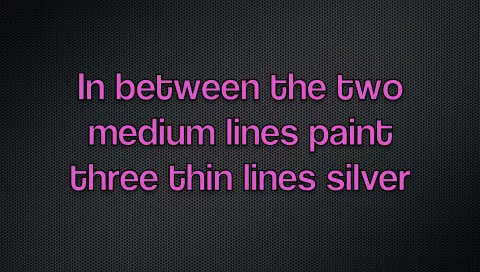 In between the two
medium lines paint
three thin lines silver